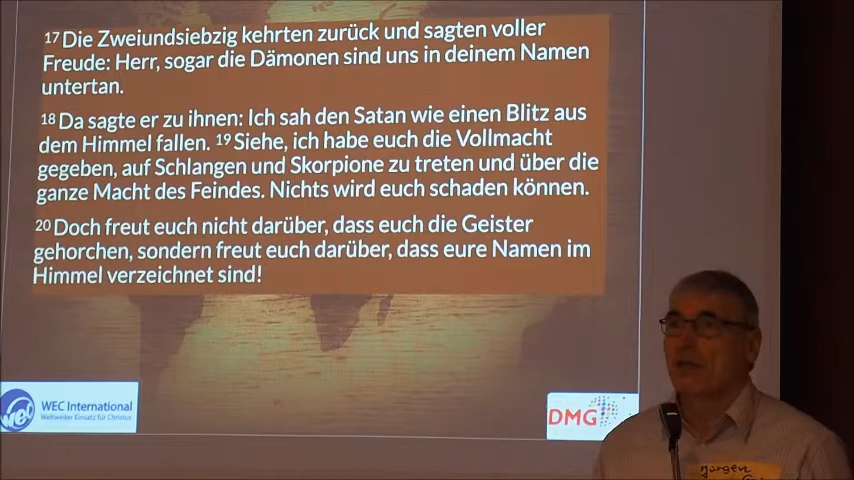 17 Die Zweiundsiebzig kehrten zurück und sagten voller
Freude: Herr, sogar die Dämonen sind uns in deinem Namen
untertan.
18 Da sagte er zu ihnen: Ich sah den Satan wie einen Blitz aus
dem Himmel fallen. 19 Siehe, ich habe euch die Vollmacht
gegeben, auf Schlangen und Skorpione zu treten und über die
ganze Macht des Feindes. Nichts wird euch schaden können.
20 Doch freut euch nicht darüber, dass euch die Geister
gehorchen, sondern freut euch darüber, dass eure Namen im
Himmel verzeichnet sind!
wec WEC International
Weltweiter Einsatz für Christus
DMG
Jürgen